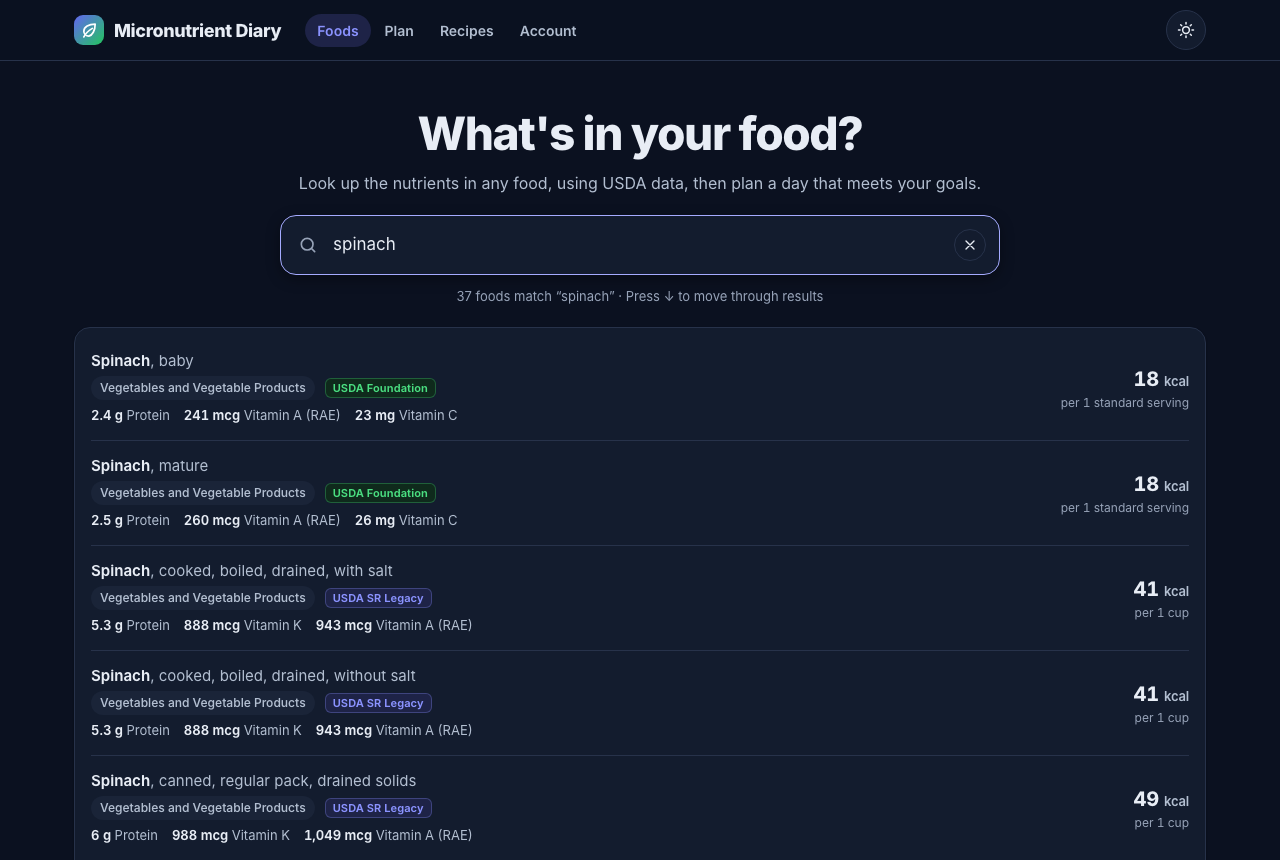 Micronutrient Diary Foods Plan Recipes Account
What's in your food?
Look up the nutrients in any food, using USDA data, then plan a day that meets your goals.
spinach
37 foods match “spinach” · Press ↓ to move through results
Spinach, baby
Vegetables and Vegetable Products USDA Foundation
2.4 g Protein 241 mcg Vitamin A (RAE) 23 mg Vitamin C
18 kcal
per 1 standard serving
Spinach, mature
Vegetables and Vegetable Products USDA Foundation
2.5 g Protein 260 mcg Vitamin A (RAE) 26 mg Vitamin C
18 kcal
per 1 standard serving
Spinach, cooked, boiled, drained, with salt
Vegetables and Vegetable Products USDA SR Legacy
5.3 g Protein 888 mcg Vitamin K 943 mcg Vitamin A (RAE)
41 kcal
per 1 cup
Spinach, cooked, boiled, drained, without salt
Vegetables and Vegetable Products USDA SR Legacy
5.3 g Protein 888 mcg Vitamin K 943 mcg Vitamin A (RAE)
41 kcal
per 1 cup
Spinach, canned, regular pack, drained solids
Vegetables and Vegetable Products USDA SR Legacy
6 g Protein 988 mcg Vitamin K 1,049 mcg Vitamin A (RAE)
49 kcal
per 1 cup